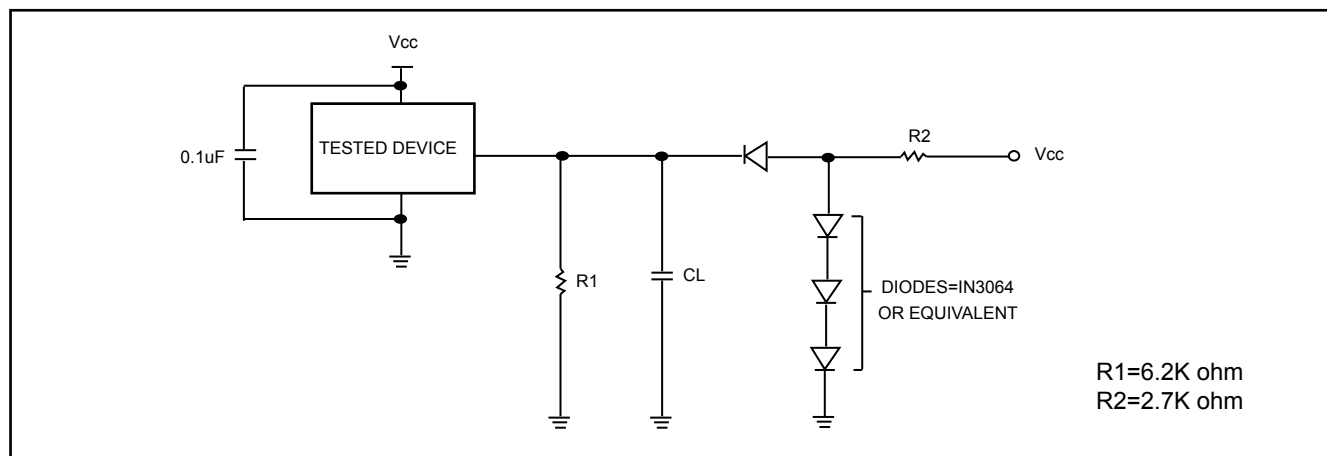 Vcc
TESTED DEVICE
0.1uF
R2
Vcc
R1
CL
DIODES=IN3064
OR EQUIVALENT
R1=6.2K ohm
R2=2.7K ohm